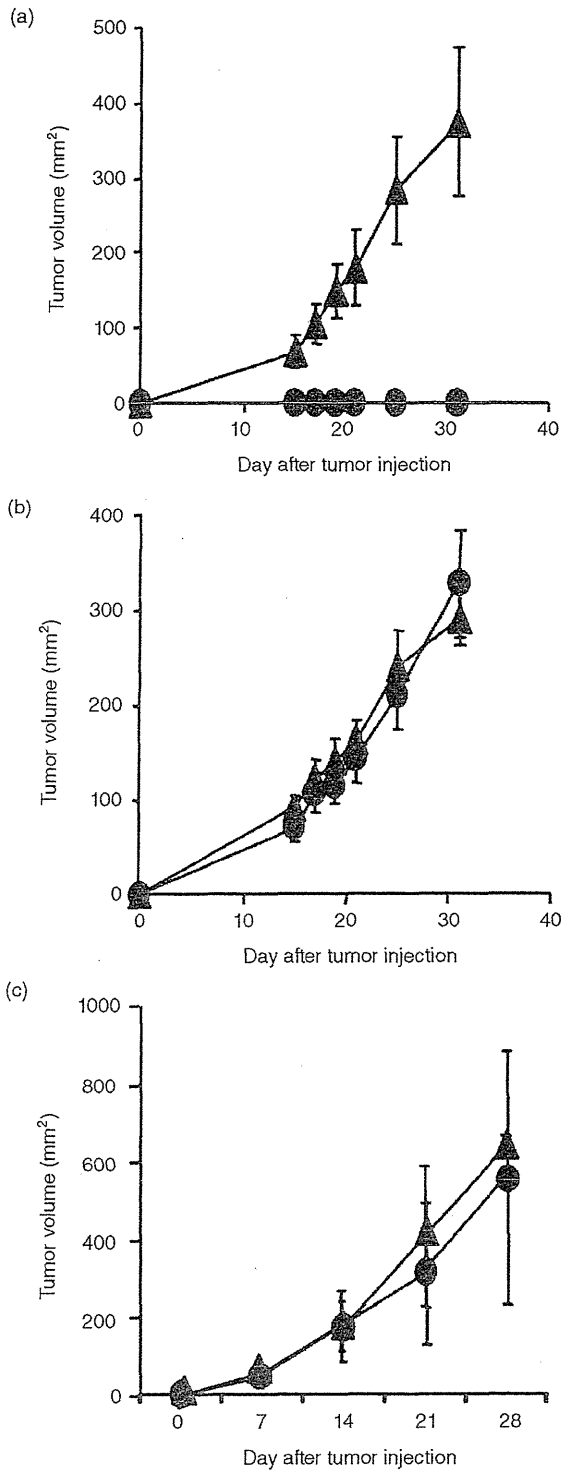 (a)
500
400
300
200
100
0
Tumor volume (mm²)
0 10 20 30 40
Day after tumor injection
(b)
400
300
200
100
0
Tumor volume (mm²)
0 10 20 30 40
Day after tumor injection
(c)
1000
800
600
400
200
0
Tumor volume (mm²)
0 7 14 21 28
Day after tumor injection